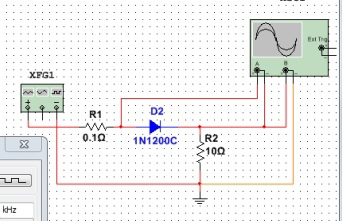 Ext Trig
A
B
XFG1
R1
0.1Ω
D2
1N1200C
R2
10Ω
kHz